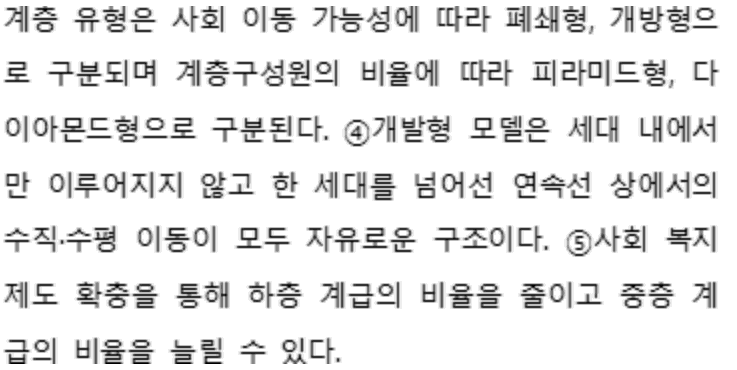 계층 유형은 사회 이동 가능성에 따라 폐쇄형, 개방형으
로 구분되며 계층구성원의 비율에 따라 피라미드형, 다
이아몬드형으로 구분된다. ④개발형 모델은 세대 내에서
만 이루어지지 않고 한 세대를 넘어선 연속선 상에서의
수직·수평 이동이 모두 자유로운 구조이다. ⑤사회 복지
제도 확충을 통해 하층 계급의 비율을 줄이고 중층 계
급의 비율을 늘릴 수 있다.